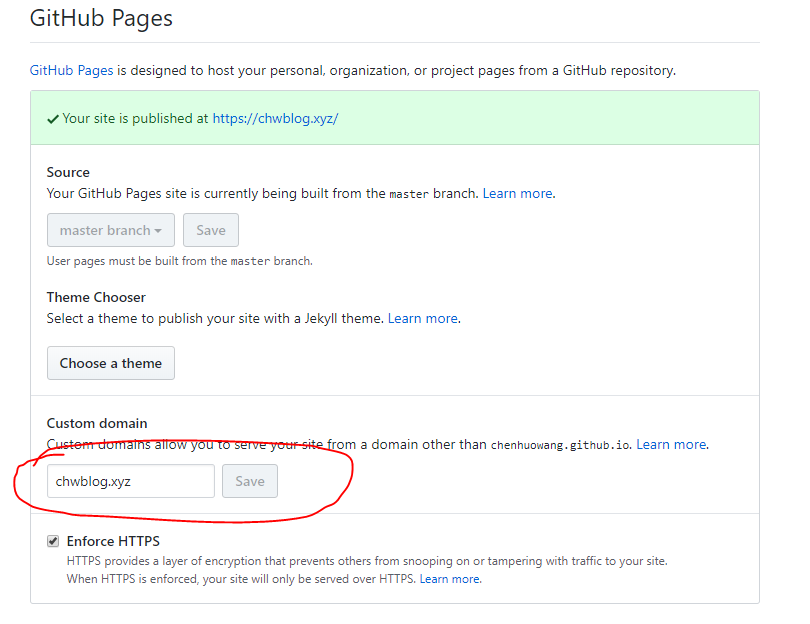 GitHub Pages
GitHub Pages is designed to host your personal, organization, or project pages from a GitHub repository.
Your site is published at https://chwblog.xyz/
Source
Your GitHub Pages site is currently being built from the master branch. Learn more.
master branch
Save
User pages must be built from the master branch.
Theme Chooser
Select a theme to publish your site with a Jekyll theme. Learn more.
Choose a theme
Custom domain
Custom domains allow you to serve your site from a domain other than chenhuowang.github.io. Learn more.
chwblog.xyz
Save
Enforce HTTPS
HTTPS provides a layer of encryption that prevents others from snooping on or tampering with traffic to your site.
When HTTPS is enforced, your site will only be served over HTTPS. Learn more.